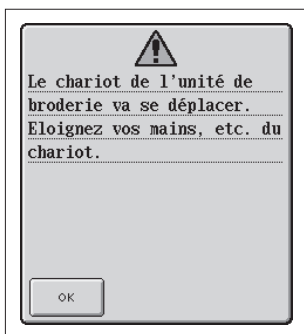 Le chariot de l'unité de
broderie va se déplacer.
Eloignez vos mains, etc. du
chariot.
OK